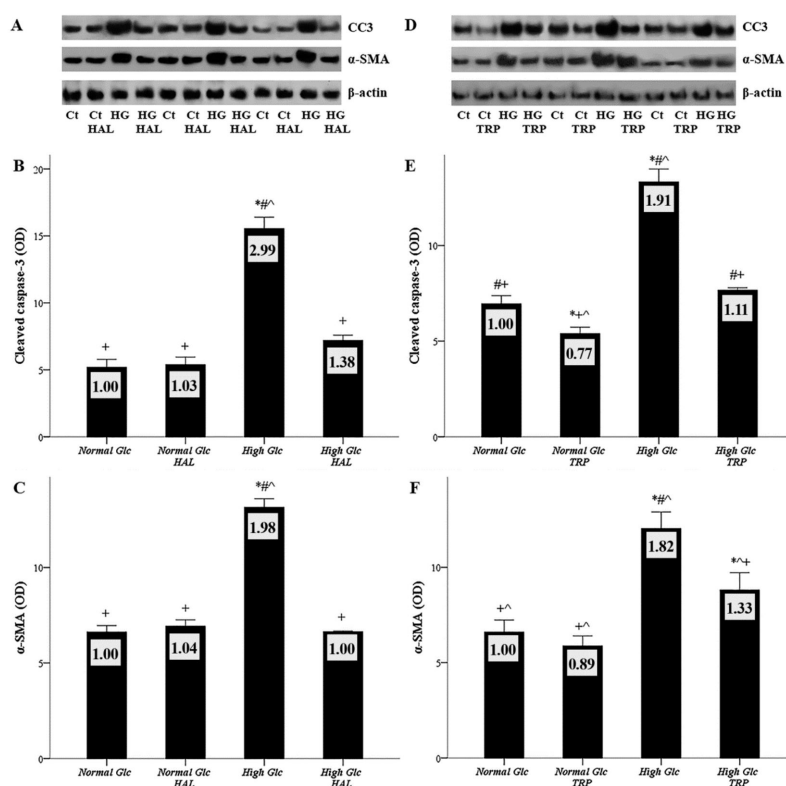 A
CC3
α-SMA
β-actin
Ct Ct HG HG Ct Ct HG HG Ct Ct HG HG
HAL HAL HAL HAL HAL HAL
D
CC3
α-SMA
β-actin
Ct Ct HG HG Ct Ct HG HG Ct Ct HG HG
TRP TRP TRP TRP TRP TRP
B
Cleaved caspase-3 (OD)
20
15
10
5
0
+ + *#^ +
1.00 1.03 2.99 1.38
Normal Glc Normal Glc High Glc High Glc
HAL HAL
E
Cleaved caspase-3 (OD)
10
5
0
#+ *+^ *#^ #+
1.00 0.77 1.91 1.11
Normal Glc Normal Glc High Glc High Glc
TRP TRP
C
α-SMA (OD)
10
5
0
+ + *#^ +
1.00 1.04 1.98 1.00
Normal Glc Normal Glc High Glc High Glc
HAL HAL
F
α-SMA (OD)
10
5
0
+^ +^ *#^ *^+
1.00 0.89 1.82 1.33
Normal Glc Normal Glc High Glc High Glc
TRP TRP